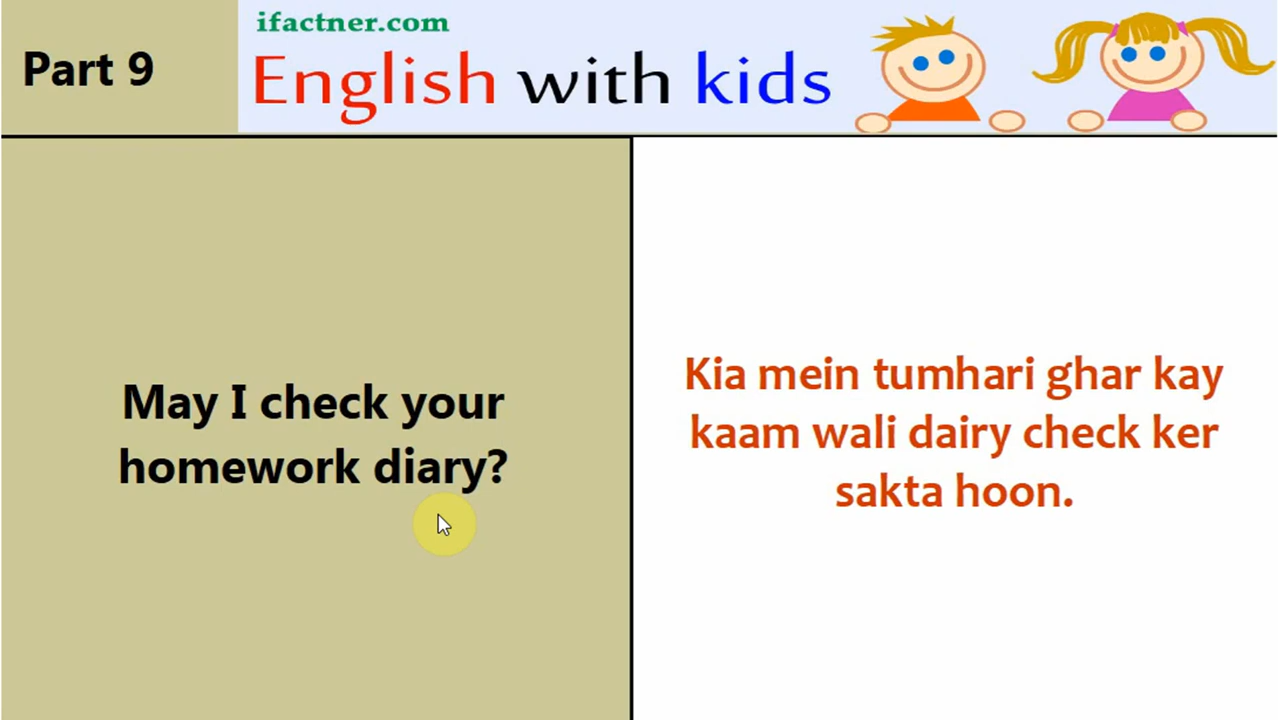 ifactner.com
Part 9
English with kids
May I check your
homework diary?
Kia mein tumhari ghar kay
kaam wali dairy check ker
sakta hoon.